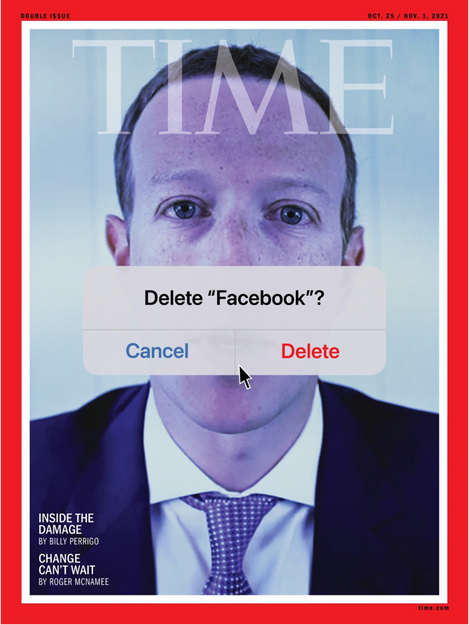 DOUBLE ISSUE
OCT. 25 / NOV. 1, 2021
TIME
Delete “Facebook”?
Cancel
Delete
INSIDE THE
DAMAGE
BY BILLY PERRIGO
CHANGE
CAN’T WAIT
BY ROGER MCNAMEE
time.com